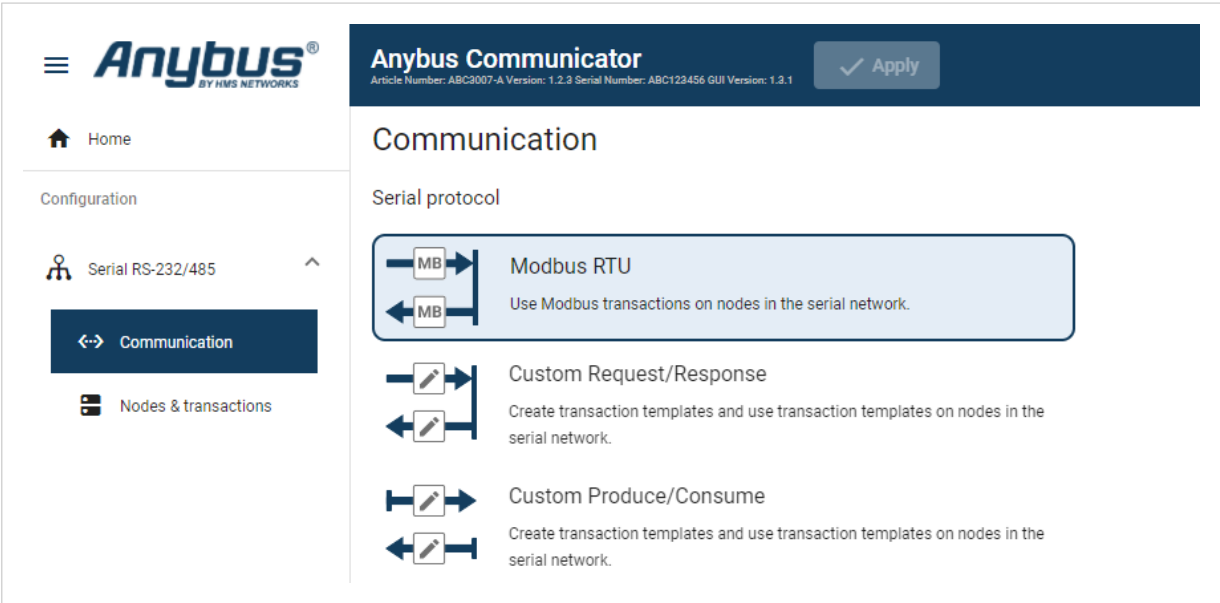 Anybus®
BY HMS NETWORKS
Home
Configuration
Serial RS-232/485
Communication
Nodes & transactions
Anybus Communicator
Article Number: ABC3007-A Version: 1.2.3 Serial Number: ABC123456 GUI Version: 1.3.1
Apply
Communication
Serial protocol
MB
MB
Modbus RTU
Use Modbus transactions on nodes in the serial network.
Custom Request/Response
Create transaction templates and use transaction templates on nodes in the
serial network.
Custom Produce/Consume
Create transaction templates and use transaction templates on nodes in the
serial network.